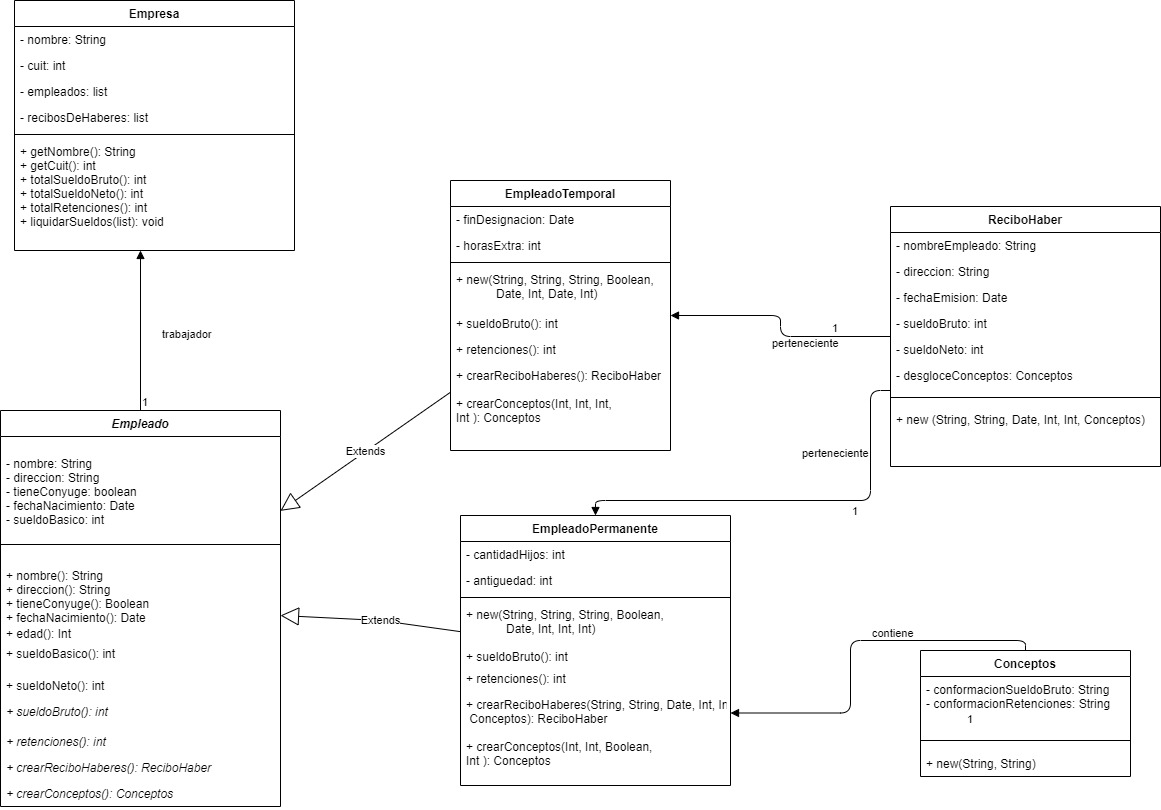 Empresa
- nombre: String
- cuit: int
- empleados: list
- recibosDeHaberes: list
+ getNombre(): String
+ getCuit(): int
+ totalSueldoBruto(): int
+ totalSueldoNeto(): int
+ totalRetenciones(): int
+ liquidarSueldos(list): void
trabajador
1
Empleado
- nombre: String
- direccion: String
- tieneConyuge: boolean
- fechaNacimiento: Date
- sueldoBasico: int
+ nombre(): String
+ direccion(): String
+ tieneConyuge(): Boolean
+ fechaNacimiento(): Date
+ edad(): Int
+ sueldoBasico(): int
+ sueldoNeto(): int
+ sueldoBruto(): int
+ retenciones(): int
+ crearReciboHaberes(): ReciboHaber
+ crearConceptos(): Conceptos
Extends
Extends
EmpleadoTemporal
- finDesignacion: Date
- horasExtra: int
+ new(String, String, String, Boolean,
Date, Int, Date, Int)
+ sueldoBruto(): int
+ retenciones(): int
+ crearReciboHaberes(): ReciboHaber
+ crearConceptos(Int, Int, Int,
Int ): Conceptos
EmpleadoPermanente
- cantidadHijos: int
- antiguedad: int
+ new(String, String, String, Boolean,
Date, Int, Int, Int)
+ sueldoBruto(): int
+ retenciones(): int
+ crearReciboHaberes(String, String, Date, Int, In
Conceptos): ReciboHaber
+ crearConceptos(Int, Int, Boolean,
Int ): Conceptos
1
perteneciente
perteneciente
1
ReciboHaber
- nombreEmpleado: String
- direccion: String
- fechaEmision: Date
- sueldoBruto: int
- sueldoNeto: int
- desgloceConceptos: Conceptos
+ new (String, String, Date, Int, Int, Conceptos)
contiene
Conceptos
- conformacionSueldoBruto: String
- conformacionRetenciones: String
1
+ new(String, String)